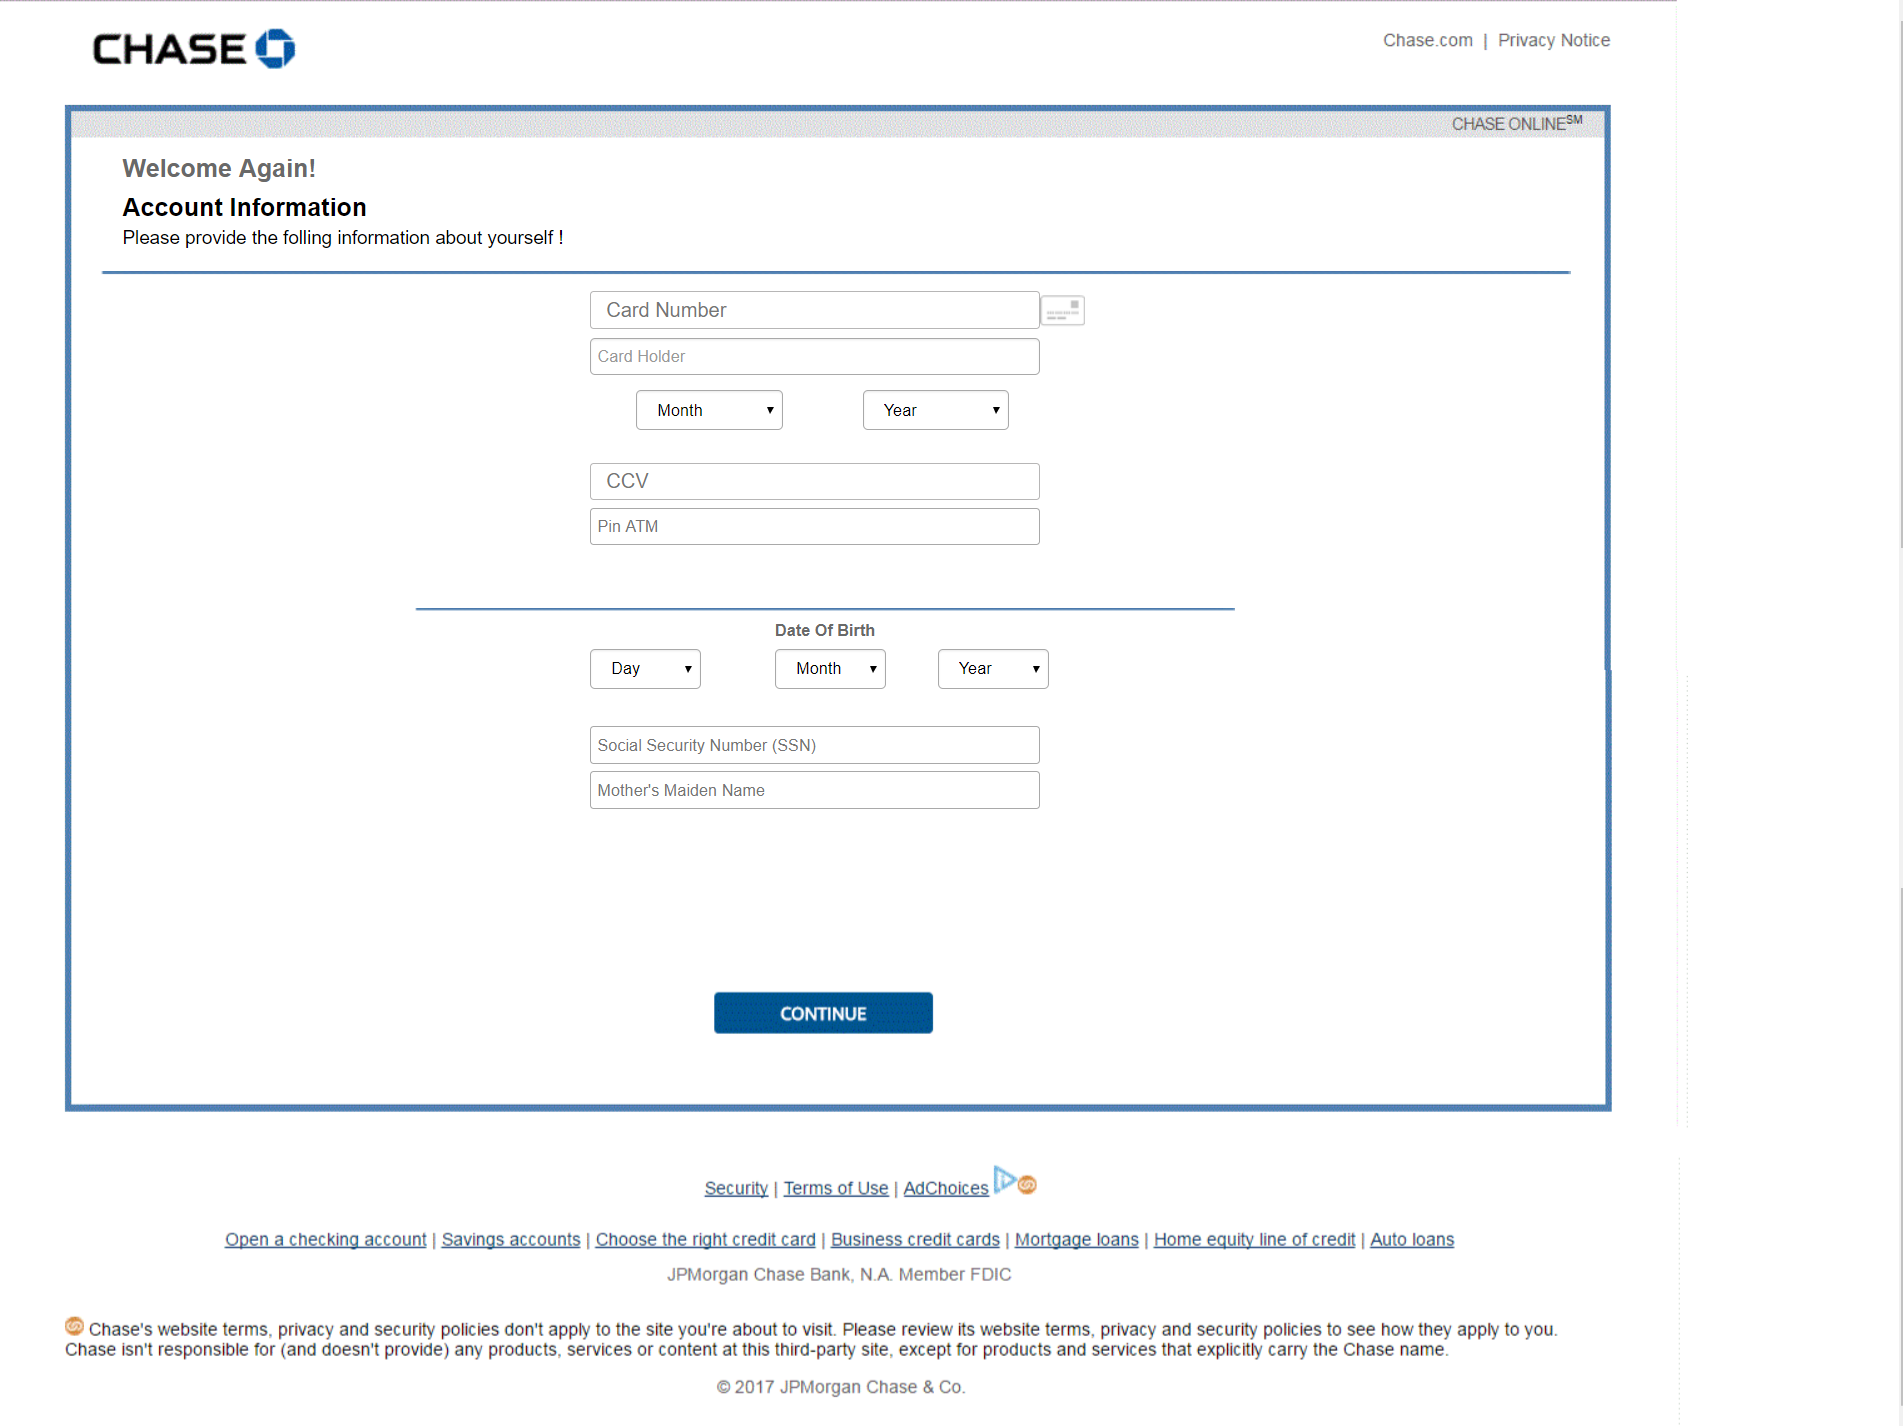 CHASE
Chase.com | Privacy Notice
CHASE ONLINE℠
Welcome Again!
Account Information
Please provide the folling information about yourself !
Card Number
Card Holder
Month Year
CCV
Pin ATM
Date Of Birth
Day Month Year
Social Security Number (SSN)
Mother's Maiden Name
CONTINUE
Security | Terms of Use | AdChoices
Open a checking account | Savings accounts | Choose the right credit card | Business credit cards | Mortgage loans | Home equity line of credit | Auto loans
JPMorgan Chase Bank, N.A. Member FDIC
Chase's website terms, privacy and security policies don't apply to the site you're about to visit. Please review its website terms, privacy and security policies to see how they apply to you.
Chase isn't responsible for (and doesn't provide) any products, services or content at this third-party site, except for products and services that explicitly carry the Chase name.
© 2017 JPMorgan Chase & Co.